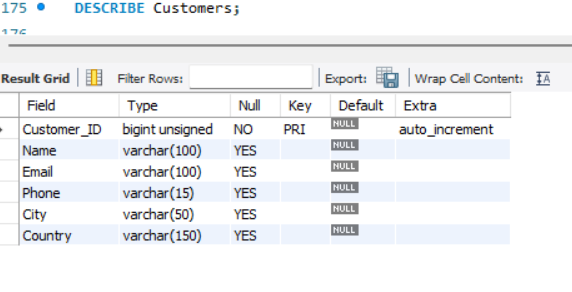 175 DESCRIBE Customers;
176
Result Grid Filter Rows: Export: Wrap Cell Content: IA
Field Type Null Key Default Extra
Customer_ID bigint unsigned NO PRI NULL auto_increment
Name varchar(100) YES NULL
Email varchar(100) YES NULL
Phone varchar(15) YES NULL
City varchar(50) YES NULL
Country varchar(150) YES NULL